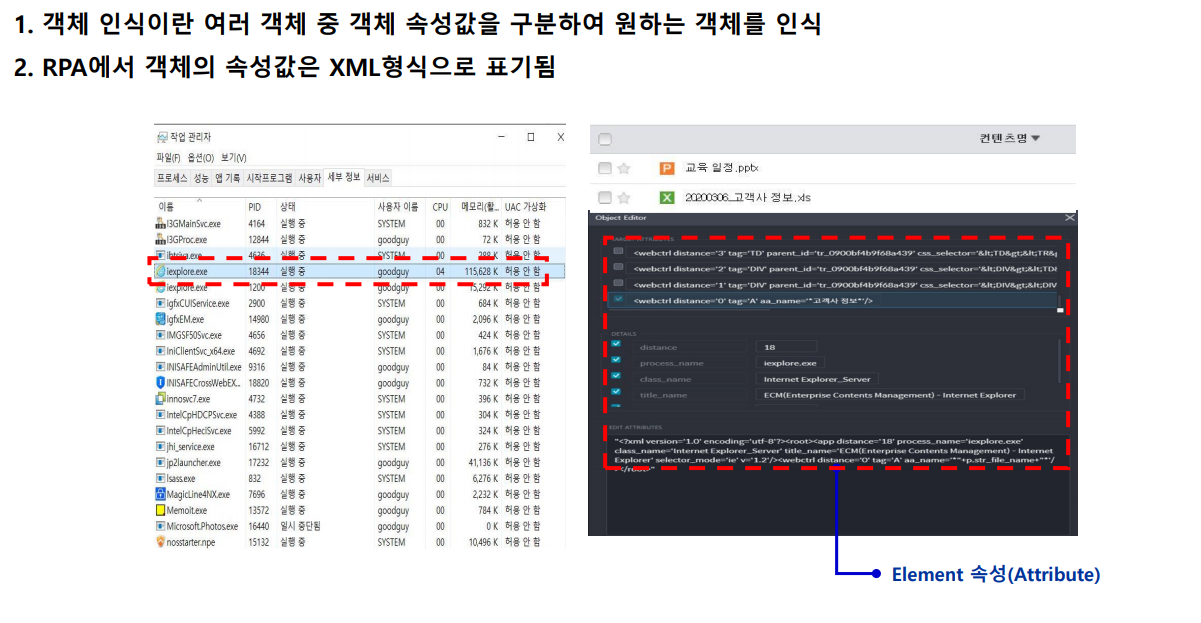 1. 객체 인식이란 여러 객체 중 객체 속성값을 구분하여 원하는 객체를 인식
2. RPA에서 객체의 속성값은 XML형식으로 표기됨
작업 관리자
파일(F) 옵션(O) 보기(V)
프로세스 성능 앱 기록 시작프로그램 사용자 세부 정보 서비스
이름 PID 상태 사용자 이름 CPU 메모리(활... UAC 가상화
I3GMainSvc.exe 4164 실행 중 SYSTEM 00 832 K 허용 안 함
I3GProc.exe 12844 실행 중 goodguy 00 72 K 허용 안 함
실행 중 SYSTEM 00 허용 안 함
iexplore.exe 18344 실행 중 goodguy 04 115,628 K 허용 안 함
iexplore.exe 실행 중 goodguy 00 15,292 K 허용 안 함
igfxCUIService.exe 2900 실행 중 SYSTEM 00 684 K 허용 안 함
igfxEM.exe 14980 실행 중 goodguy 00 2,096 K 허용 안 함
IMGSF50Svc.exe 4656 실행 중 SYSTEM 00 424 K 허용 안 함
IniClientSvc_x64.exe 4692 실행 중 SYSTEM 00 1,676 K 허용 안 함
INISAFEAdminUtil.exe 9316 실행 중 goodguy 00 84 K 허용 안 함
INISAFECrossWebEX... 18820 실행 중 goodguy 00 732 K 허용 안 함
innosvc7.exe 4732 실행 중 SYSTEM 00 396 K 허용 안 함
IntelCpHDCPSvc.exe 4388 실행 중 SYSTEM 00 304 K 허용 안 함
IntelCpHeciSvc.exe 5992 실행 중 SYSTEM 00 324 K 허용 안 함
jhi_service.exe 16712 실행 중 SYSTEM 00 276 K 허용 안 함
jp2launcher.exe 17232 실행 중 goodguy 00 41,136 K 허용 안 함
lsass.exe 832 실행 중 SYSTEM 00 6,276 K 허용 안 함
MagicLine4NX.exe 7696 실행 중 goodguy 00 2,232 K 허용 안 함
Memoit.exe 13572 실행 중 goodguy 00 784 K 허용 안 함
Microsoft.Photos.exe 16440 일시 중단됨 goodguy 00 0 K 허용 안 함
nosstarter.npe 15132 실행 중 SYSTEM 00 10,496 K 허용 안 함
컨텐츠명
교육 일정.pptx
20200306_고객사 정보.xls
Object Editor
<webctrl distance='3' tag='TD' parent_id='tr_0900bf4b9f68a439' css_selector='&lt;TD&gt;&lt;TR&g
<webctrl distance='2' tag='DIV' parent_id='tr_0900bf4b9f68a439' css_selector='&lt;DIV&gt;&lt;TD&
<webctrl distance='1' tag='DIV' parent_id='tr_0900bf4b9f68a439' css_selector='&lt;DIV&gt;&lt;DIV
<webctrl distance='0' tag='A' aa_name='*고객사 정보*'/>
DETAILS
distance 18
process_name iexplore.exe
class_name Internet Explorer_Server
title_name ECM(Enterprise Contents Management) - Internet Explorer
EDIT ATTRIBUTES
"<?xml version='1.0' encoding='utf-8'?><root><app distance='18' process_name='iexplore.exe'
class_name='Internet Explorer_Server' title_name='ECM(Enterprise Contents Management) - Internet
Explorer' selector_mode='ie' v='1.2'/><webctrl distance='0' tag='A' aa_name='*"+p.str_file_name+"*'/
></root>"
Element 속성(Attribute)